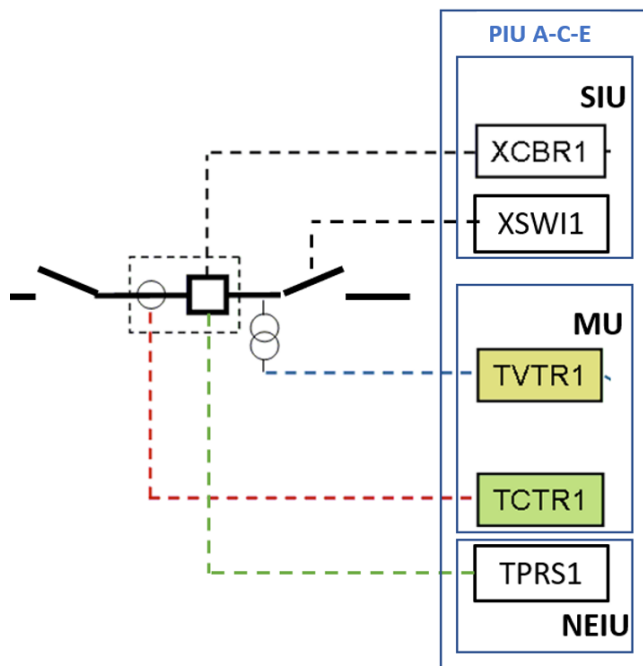 PIU A-C-E
SIU
XCBR1
XSWI1
MU
TVTR1
TCTR1
TPRS1
NEIU